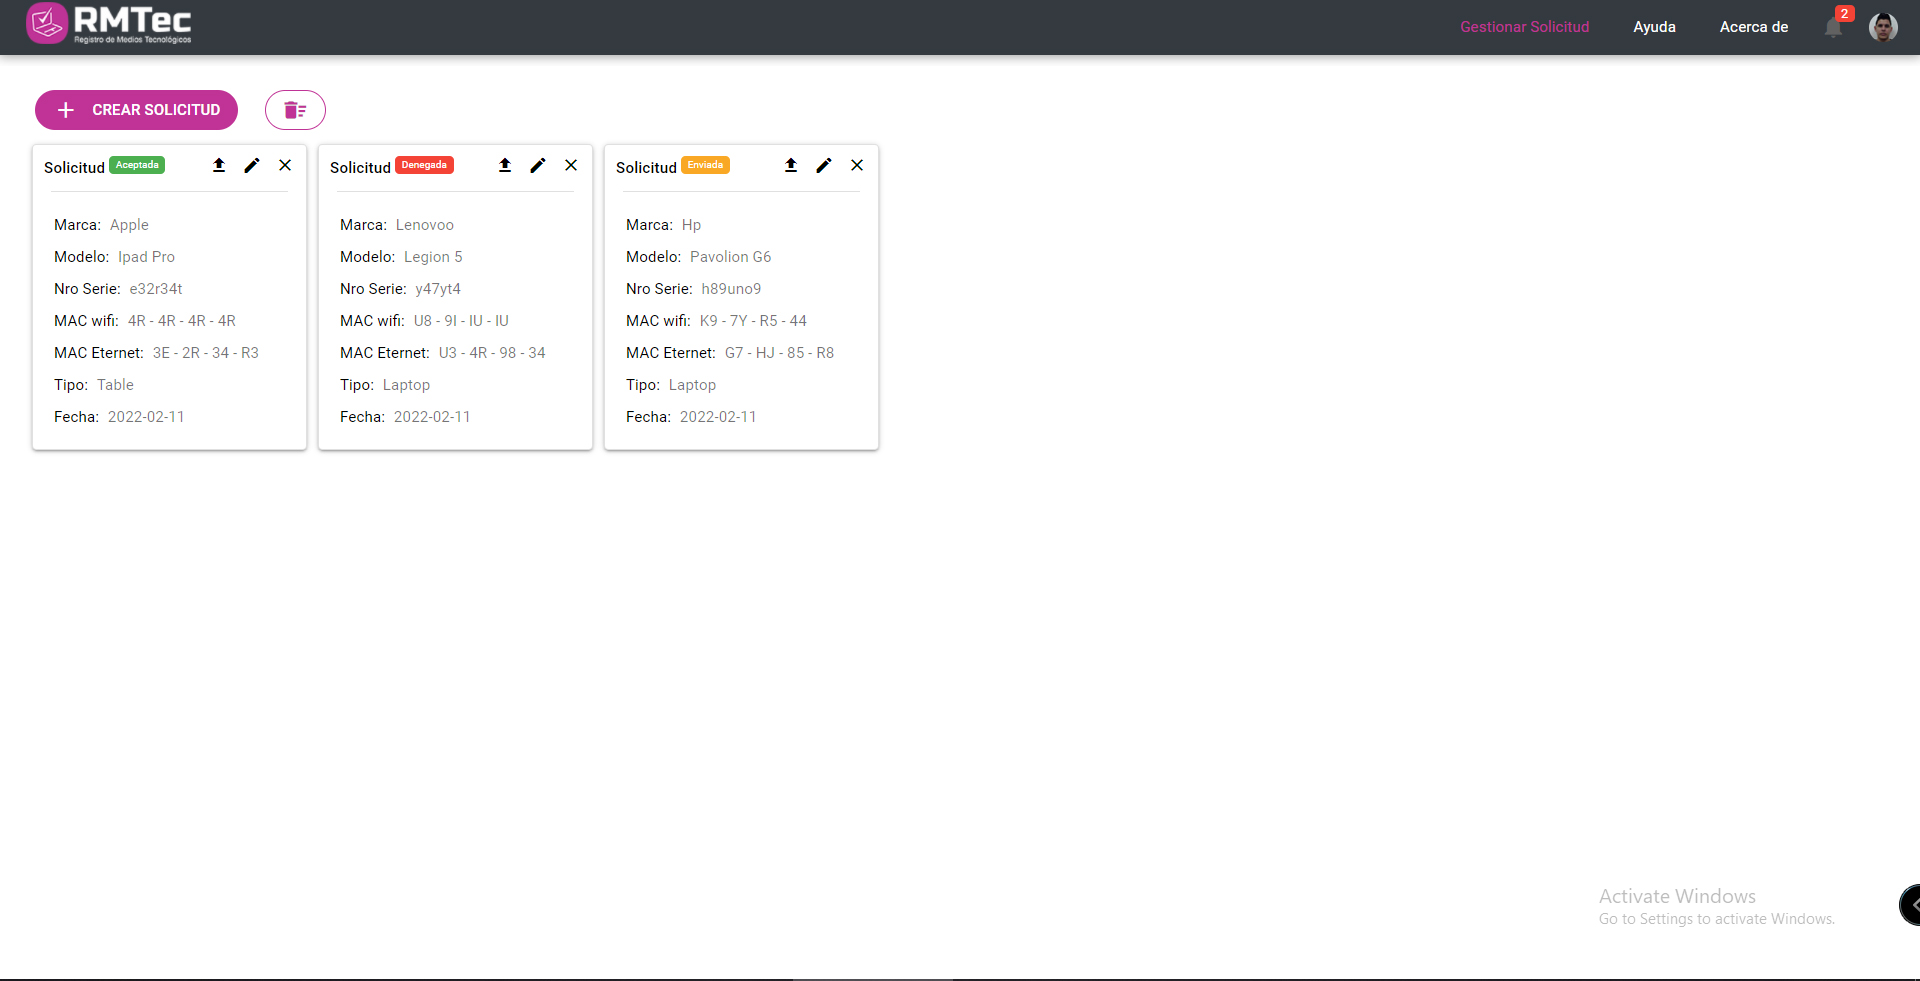 RMTec
Registro de Medios Tecnológicos
Gestionar Solicitud
Ayuda
Acerca de
2
CREAR SOLICITUD
Solicitud Aceptada
Marca: Apple
Modelo: Ipad Pro
Nro Serie: e32r34t
MAC wifi: 4R - 4R - 4R - 4R
MAC Eternet: 3E - 2R - 34 - R3
Tipo: Table
Fecha: 2022-02-11
Solicitud Denegada
Marca: Lenovoo
Modelo: Legion 5
Nro Serie: y47yt4
MAC wifi: U8 - 9I - IU - IU
MAC Eternet: U3 - 4R - 98 - 34
Tipo: Laptop
Fecha: 2022-02-11
Solicitud Enviada
Marca: Hp
Modelo: Pavolion G6
Nro Serie: h89uno9
MAC wifi: K9 - 7Y - R5 - 44
MAC Eternet: G7 - HJ - 85 - R8
Tipo: Laptop
Fecha: 2022-02-11
Activate Windows
Go to Settings to activate Windows.